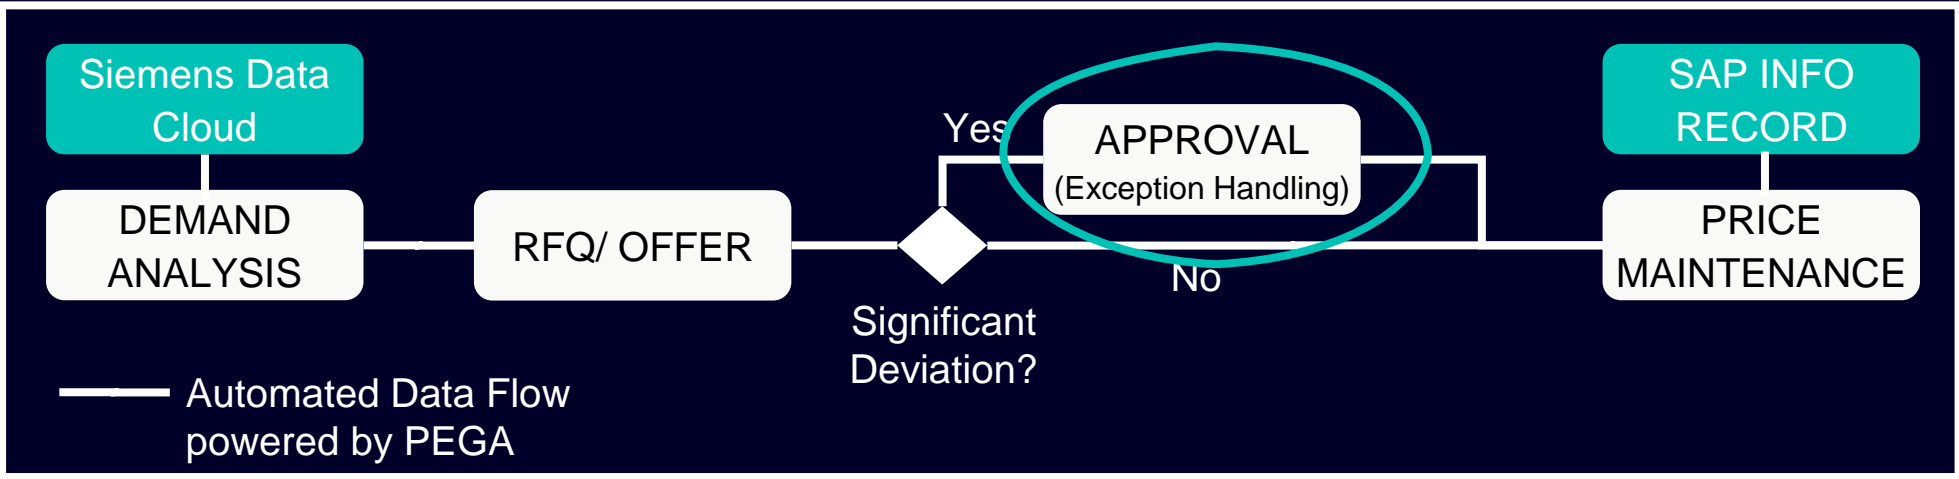 Siemens Data
Cloud
DEMAND
ANALYSIS
RFQ/ OFFER
Significant
Deviation?
Yes
APPROVAL
(Exception Handling)
No
SAP INFO
RECORD
PRICE
MAINTENANCE
Automated Data Flow
powered by PEGA